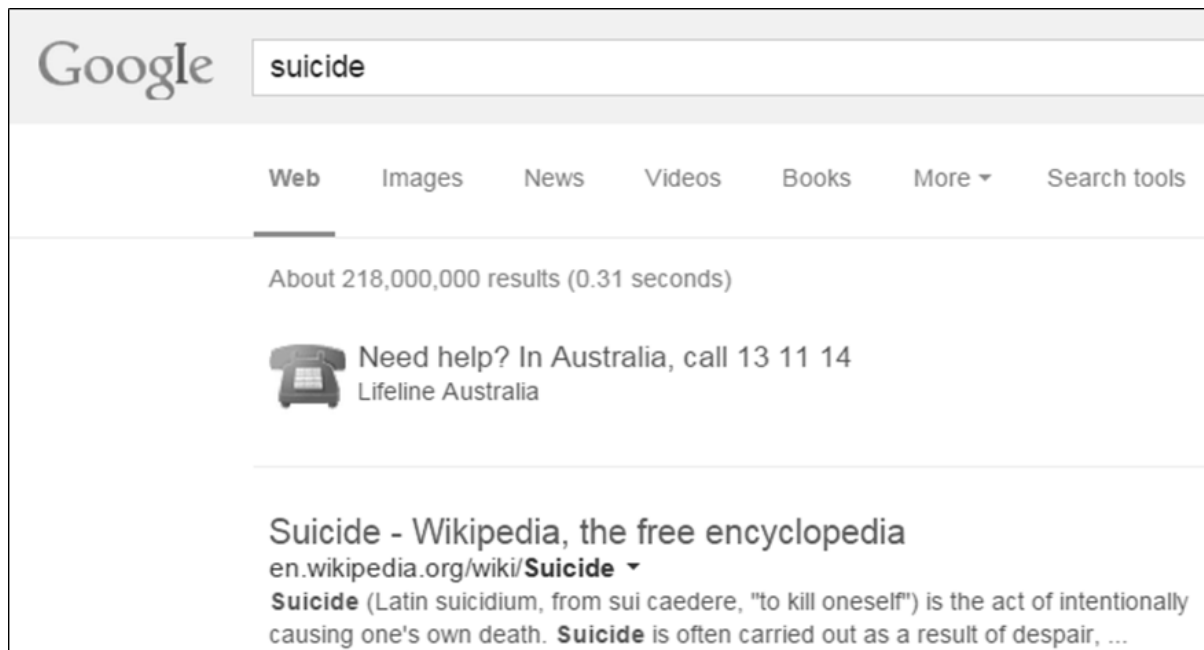 Google
suicide
Web Images News Videos Books More Search tools
About 218,000,000 results (0.31 seconds)
Need help? In Australia, call 13 11 14
Lifeline Australia
Suicide - Wikipedia, the free encyclopedia
en.wikipedia.org/wiki/Suicide
Suicide (Latin suicidium, from sui caedere, "to kill oneself") is the act of intentionally
causing one's own death. Suicide is often carried out as a result of despair, ...